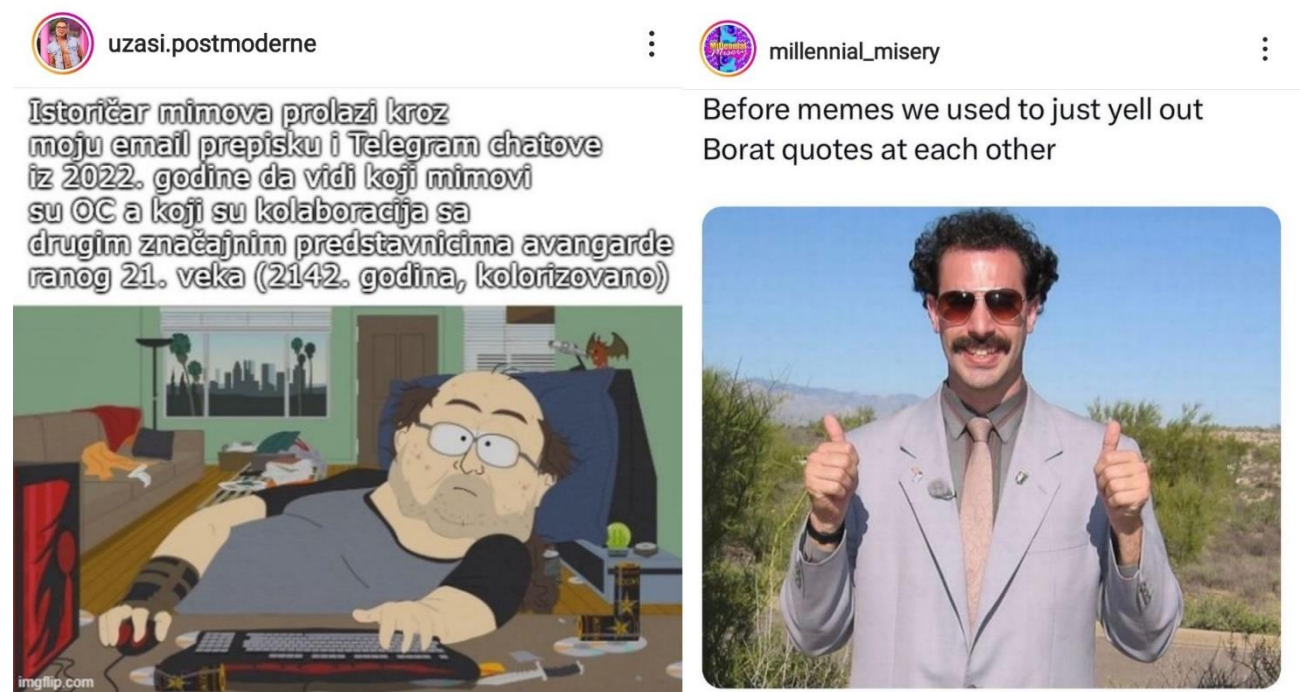 uzasi.postmoderne
Istoričar mimova prolazi kroz
moju email prepisku i Telegram chatove
iz 2022. godine da vidi koji mimovi
su OC a koji su kolaboracija sa
drugim značajnim predstavnicima avangarde
ranog 21. veka (2142. godina, kolorizovano)
imgflip.com
millennial_misery
Millennial
Misery
Before memes we used to just yell out
Borat quotes at each other